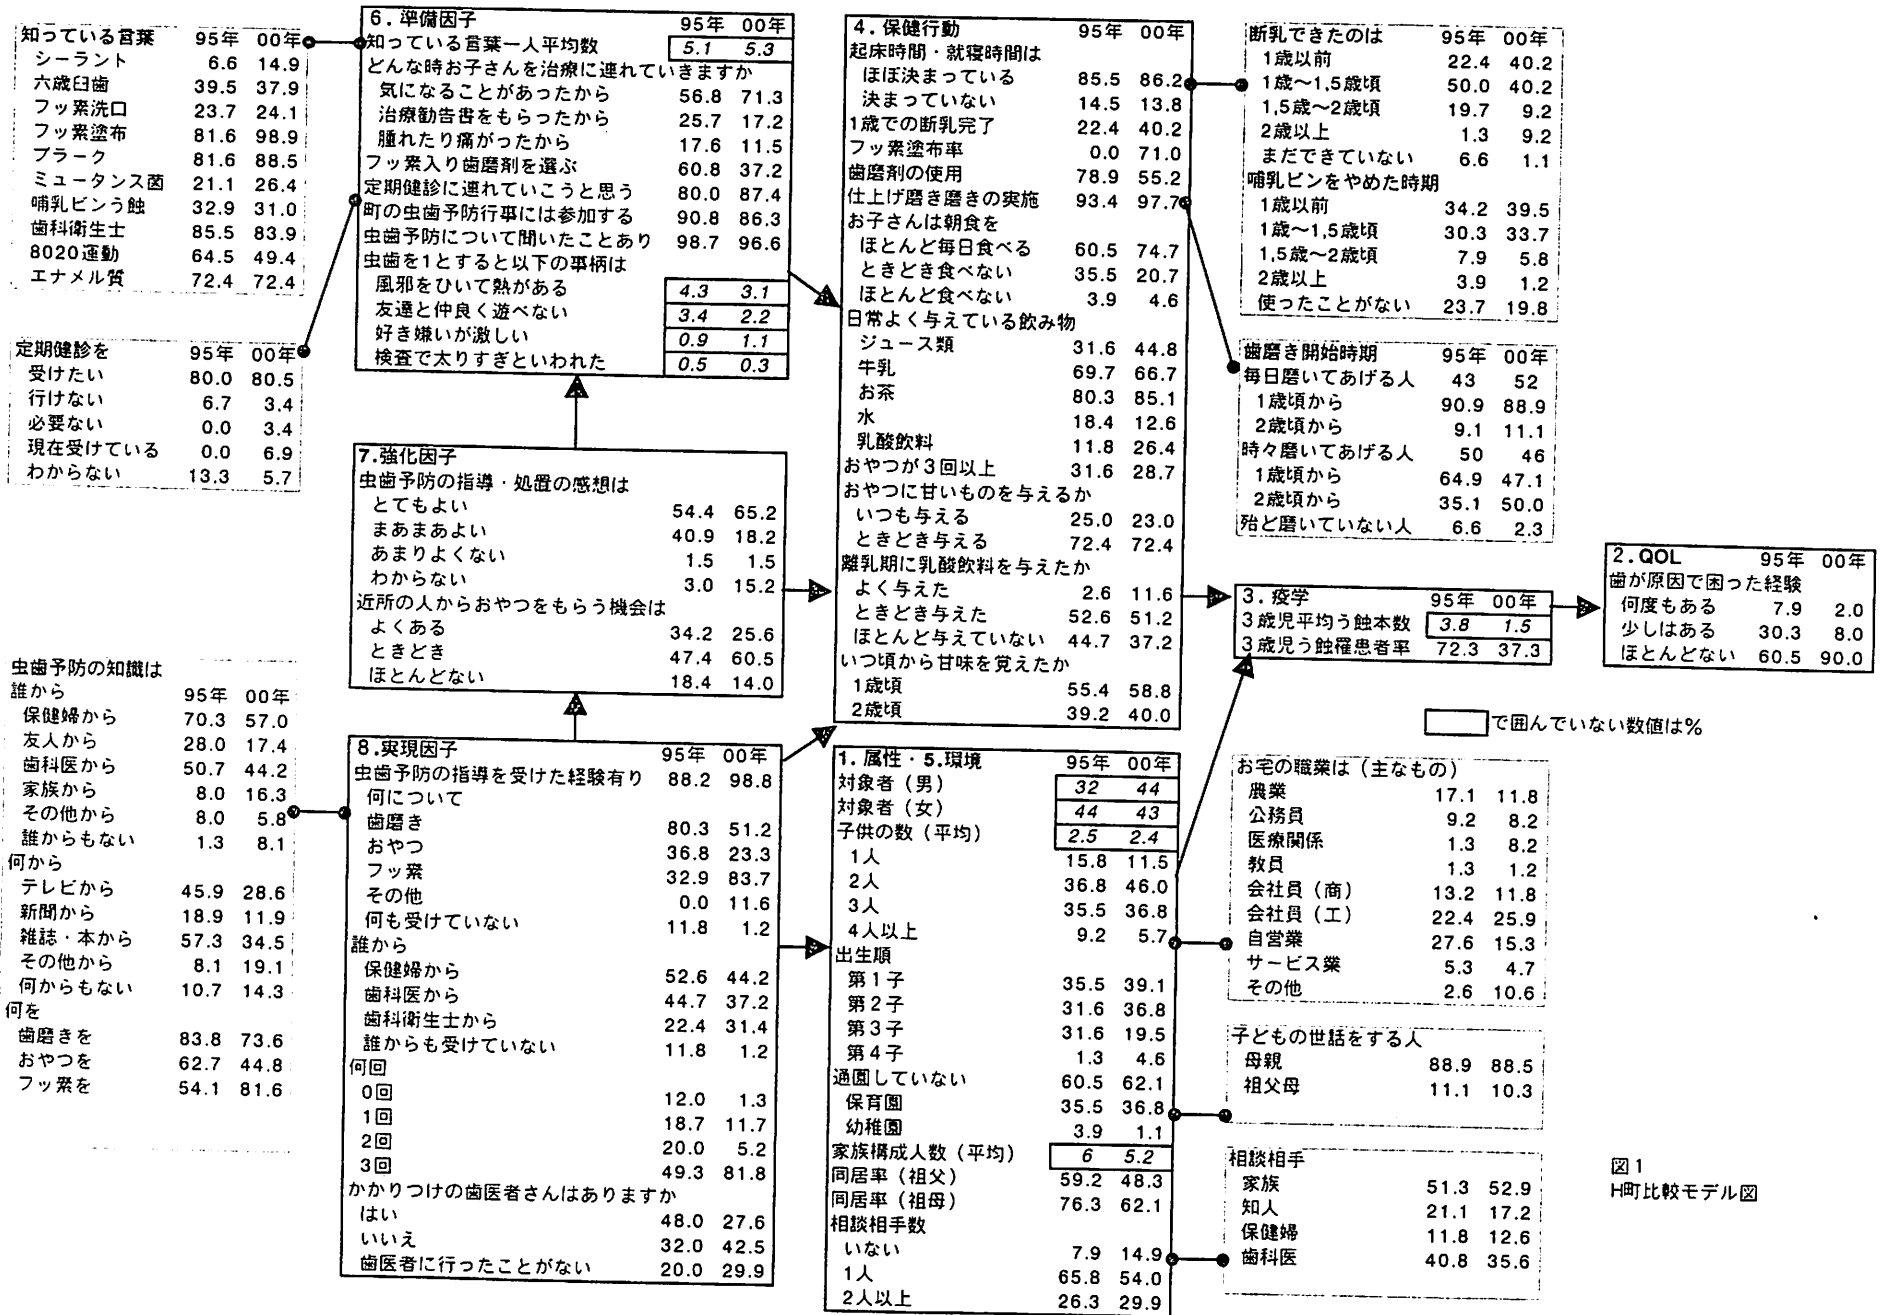 知っている言葉 95年 00年
シーラント 6.6 14.9
六歳臼歯 39.5 37.9
フッ素洗口 23.7 24.1
フッ素塗布 81.6 98.9
プラーク 81.6 88.5
ミュータンス菌 21.1 26.4
哺乳ビンう蝕 32.9 31.0
歯科衛生士 85.5 83.9
8020運動 64.5 49.4
エナメル質 72.4 72.4
定期健診を 95年 00年
受けたい 80.0 80.5
行けない 6.7 3.4
必要ない 0.0 3.4
現在受けている 0.0 6.9
わからない 13.3 5.7
虫歯予防の知識は
誰から 95年 00年
保健婦から 70.3 57.0
友人から 28.0 17.4
歯科医から 50.7 44.2
家族から 8.0 16.3
その他から 8.0 5.8
誰からもない 1.3 8.1
何から
テレビから 45.9 28.6
新聞から 18.9 11.9
雑誌・本から 57.3 34.5
その他から 8.1 19.1
何からもない 10.7 14.3
何を
歯磨きを 83.8 73.6
おやつを 62.7 44.8
フッ素を 54.1 81.6
6. 準備因子 95年 00年
知っている言葉一人平均数 5.1 5.3
どんな時お子さんを治療に連れていきますか
気になることがあったから 56.8 71.3
治療勧告書をもらったから 25.7 17.2
腫れたり痛がったから 17.6 11.5
フッ素入り歯磨剤を選ぶ 60.8 37.2
定期健診に連れていこうと思う 80.0 87.4
町の虫歯予防行事には参加する 90.8 86.3
虫歯予防について聞いたことあり 98.7 96.6
虫歯を1とすると以下の事柄は
風邪をひいて熱がある 4.3 3.1
友達と仲良く遊べない 3.4 2.2
好き嫌いが激しい 0.9 1.1
検査で太りすぎといわれた 0.5 0.3
7.強化因子
虫歯予防の指導・処置の感想は
とてもよい 54.4 65.2
まあまあよい 40.9 18.2
あまりよくない 1.5 1.5
わからない 3.0 15.2
近所の人からおやつをもらう機会は
よくある 34.2 25.6
ときどき 47.4 60.5
ほとんどない 18.4 14.0
8.実現因子 95年 00年
虫歯予防の指導を受けた経験有り 88.2 98.8
何について
歯磨き 80.3 51.2
おやつ 36.8 23.3
フッ素 32.9 83.7
その他 0.0 11.6
何も受けていない 11.8 1.2
誰から
保健婦から 52.6 44.2
歯科医から 44.7 37.2
歯科衛生士から 22.4 31.4
誰からも受けていない 11.8 1.2
何回
0回 12.0 1.3
1回 18.7 11.7
2回 20.0 5.2
3回 49.3 81.8
かかりつけの歯医者さんはありますか
はい 48.0 27.6
いいえ 32.0 42.5
歯医者に行ったことがない 20.0 29.9
4. 保健行動 95年 00年
起床時間・就寝時間は
ほぼ決まっている 85.5 86.2
決まっていない 14.5 13.8
1歳での断乳完了 22.4 40.2
フッ素塗布率 0.0 71.0
歯磨剤の使用 78.9 55.2
仕上げ磨き磨きの実施 93.4 97.7
お子さんは朝食を
ほとんど毎日食べる 60.5 74.7
ときどき食べない 35.5 20.7
ほとんど食べない 3.9 4.6
日常よく与えている飲み物
ジュース類 31.6 44.8
牛乳 69.7 66.7
お茶 80.3 85.1
水 18.4 12.6
乳酸飲料 11.8 26.4
おやつが3回以上 31.6 28.7
おやつに甘いものを与えるか
いつも与える 25.0 23.0
ときどき与える 72.4 72.4
離乳期に乳酸飲料を与えたか
よく与えた 2.6 11.6
ときどき与えた 52.6 51.2
ほとんど与えていない 44.7 37.2
いつ頃から甘味を覚えたか
1歳頃 55.4 58.8
2歳頃 39.2 40.0
1. 属性・5.環境 95年 00年
対象者（男） 32 44
対象者（女） 44 43
子供の数（平均） 2.5 2.4
1人 15.8 11.5
2人 36.8 46.0
3人 35.5 36.8
4人以上 9.2 5.7
出生順
第1子 35.5 39.1
第2子 31.6 36.8
第3子 31.6 19.5
第4子 1.3 4.6
通園していない 60.5 62.1
保育園 35.5 36.8
幼稚園 3.9 1.1
家族構成人数（平均） 6 5.2
同居率（祖父） 59.2 48.3
同居率（祖母） 76.3 62.1
相談相手数
いない 7.9 14.9
1人 65.8 54.0
2人以上 26.3 29.9
断乳できたのは 95年 00年
1歳以前 22.4 40.2
1歳～1,5歳頃 50.0 40.2
1,5歳～2歳頃 19.7 9.2
2歳以上 1.3 9.2
まだできていない 6.6 1.1
哺乳ビンをやめた時期
1歳以前 34.2 39.5
1歳～1,5歳頃 30.3 33.7
1,5歳～2歳頃 7.9 5.8
2歳以上 3.9 1.2
使ったことがない 23.7 19.8
歯磨き開始時期 95年 00年
毎日磨いてあげる人 43 52
1歳頃から 90.9 88.9
2歳頃から 9.1 11.1
時々磨いてあげる人 50 46
1歳頃から 64.9 47.1
2歳頃から 35.1 50.0
殆ど磨いていない人 6.6 2.3
3. 疫学 95年 00年
3歳児平均う蝕本数 3.8 1.5
3歳児う蝕罹患者率 72.3 37.3
2.QOL 95年 00年
歯が原因で困った経験
何度もある 7.9 2.0
少しはある 30.3 8.0
ほとんどない 60.5 90.0
で囲んでいない数値は%
お宅の職業は（主なもの）
農業 17.1 11.8
公務員 9.2 8.2
医療関係 1.3 8.2
教員 1.3 1.2
会社員（商） 13.2 11.8
会社員（工） 22.4 25.9
自営業 27.6 15.3
サービス業 5.3 4.7
その他 2.6 10.6
子どもの世話をする人
母親 88.9 88.5
祖父母 11.1 10.3
相談相手
家族 51.3 52.9
知人 21.1 17.2
保健婦 11.8 12.6
歯科医 40.8 35.6
図1
H町比較モデル図